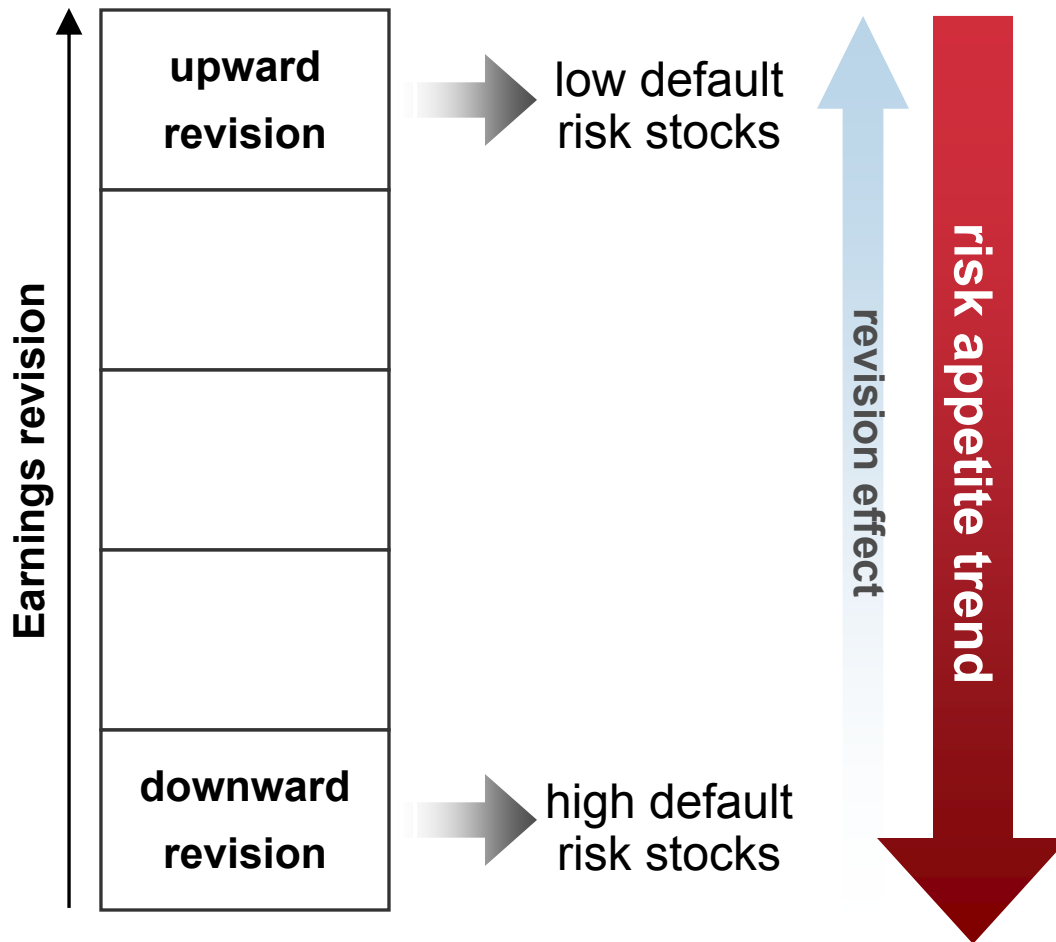 Earnings revision
upward
revision
low default
risk stocks
downward
revision
high default
risk stocks
revision effect
risk appetite trend